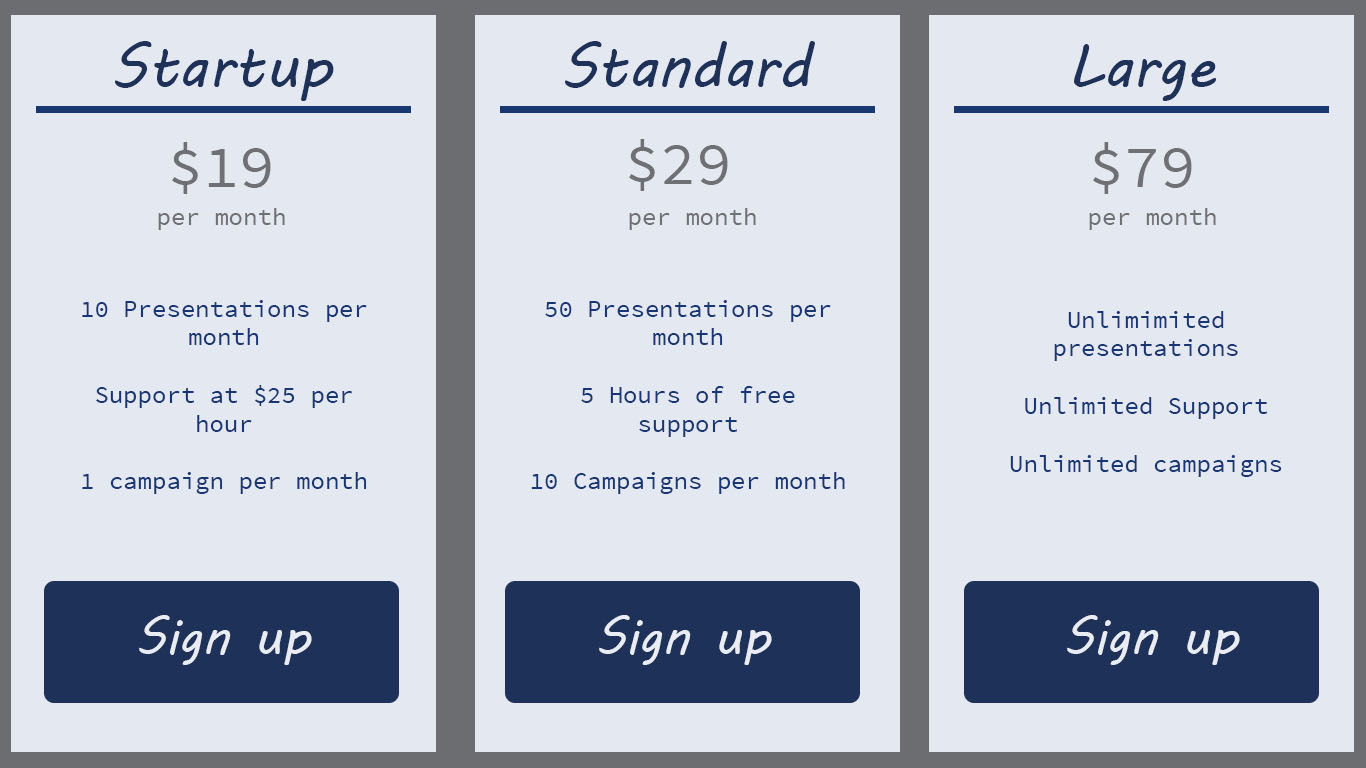 Startup
$19
per month
10 Presentations per
month
Support at $25 per
hour
1 campaign per month
Sign up
Standard
$29
per month
50 Presentations per
month
5 Hours of free
support
10 Campaigns per month
Sign up
Large
$79
per month
Unlimimited
presentations
Unlimited Support
Unlimited campaigns
Sign up